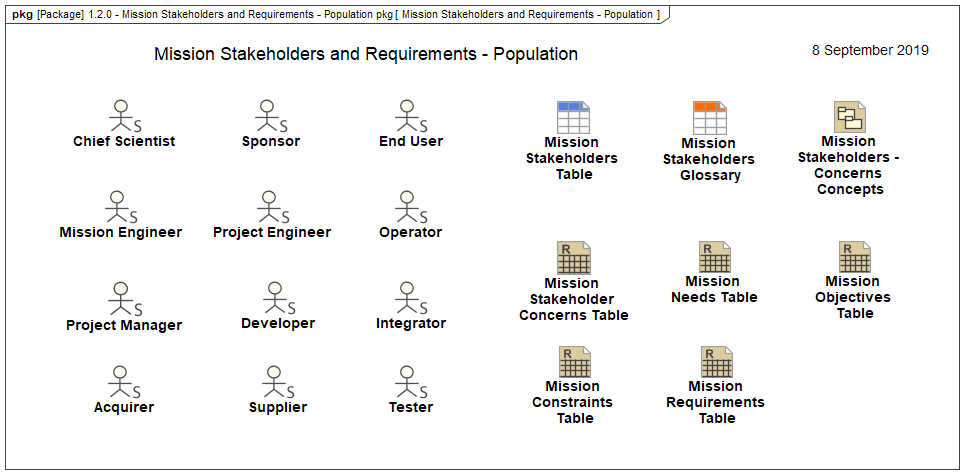 pkg [Package] 1.2.0 - Mission Stakeholders and Requirements - Population pkg [ Mission Stakeholders and Requirements - Population ]
Mission Stakeholders and Requirements - Population
8 September 2019
S
Chief Scientist
S
Sponsor
S
End User
Mission
Stakeholders
Table
Mission
Stakeholders
Glossary
Mission
Stakeholders -
Concerns
Concepts
S
Mission Engineer
S
Project Engineer
S
Operator
R
Mission
Stakeholder
Concerns Table
R
Mission
Needs Table
R
Mission
Objectives
Table
S
Project Manager
S
Developer
S
Integrator
S
Acquirer
S
Supplier
S
Tester
R
Mission
Constraints
Table
R
Mission
Requirements
Table